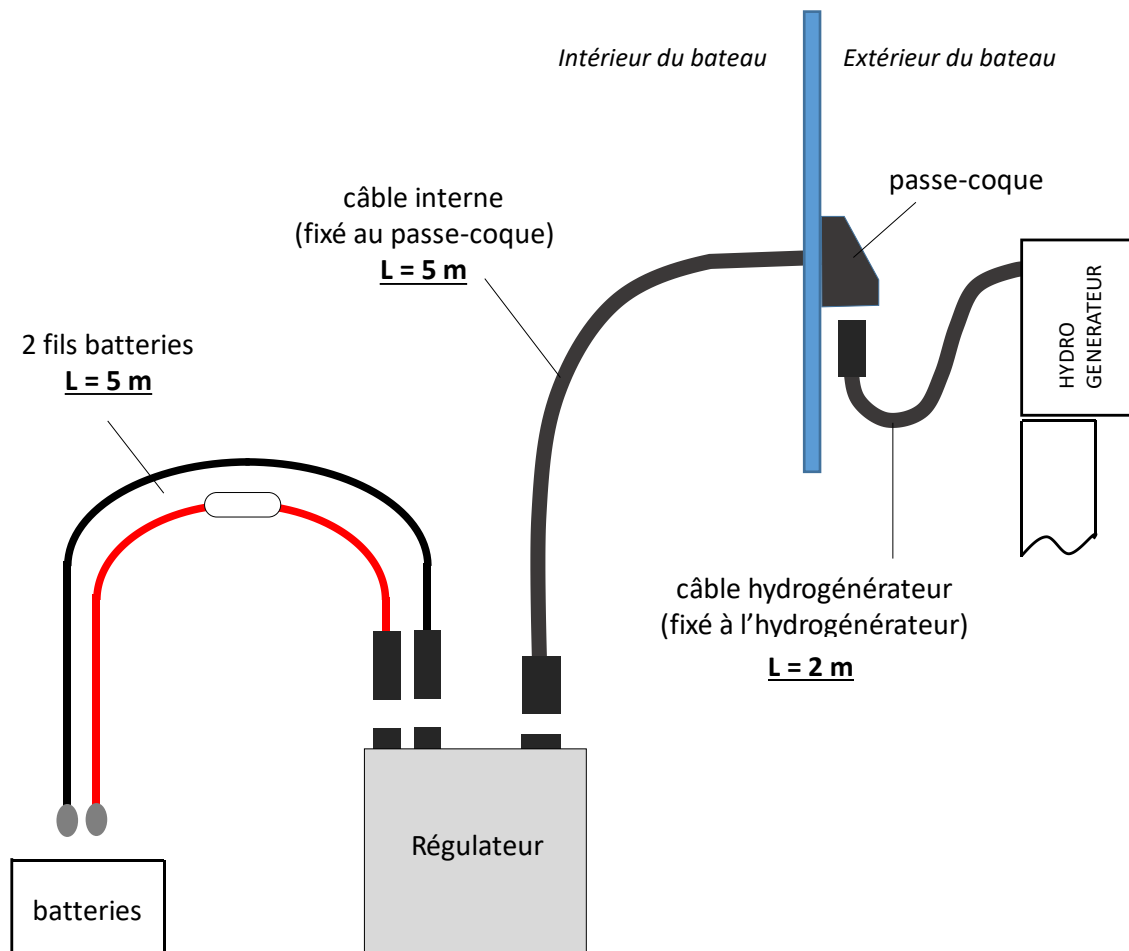 Intérieur du bateau
Extérieur du bateau
passe-coque
câble interne
(fixé au passe-coque)
L = 5 m
HYDRO
GENERATEUR
2 fils batteries
L = 5 m
câble hydrogénérateur
(fixé à l’hydrogénérateur)
L = 2 m
Régulateur
batteries